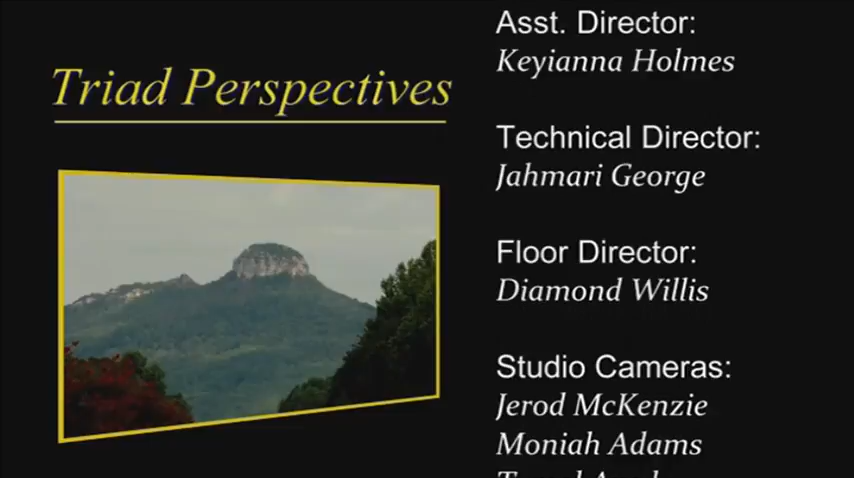 Triad Perspectives
Asst. Director:
Keyianna Holmes
Technical Director:
Jahmari George
Floor Director:
Diamond Willis
Studio Cameras:
Jerod McKenzie
Moniah Adams